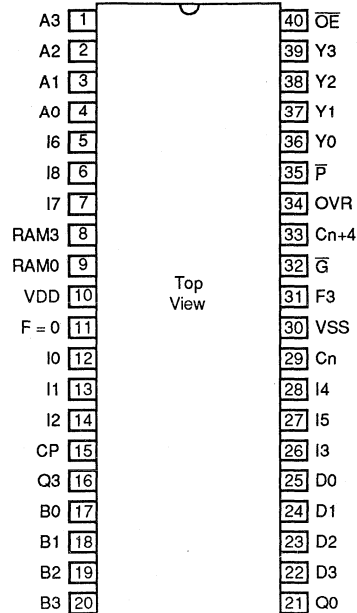 A3 1 40 O̅E̅
A2 2 39 Y3
A1 3 38 Y2
A0 4 37 Y1
I6 5 36 Y0
I8 6 35 P̅
I7 7 34 OVR
RAM3 8 33 Cn+4
RAM0 9 32 G̅
VDD 10 31 F3
F = 0 11 30 VSS
I0 12 29 Cn
I1 13 28 I4
I2 14 27 I5
CP 15 26 I3
Q3 16 25 D0
B0 17 24 D1
B1 18 23 D2
B2 19 22 D3
B3 20 21 Q0
Top
View